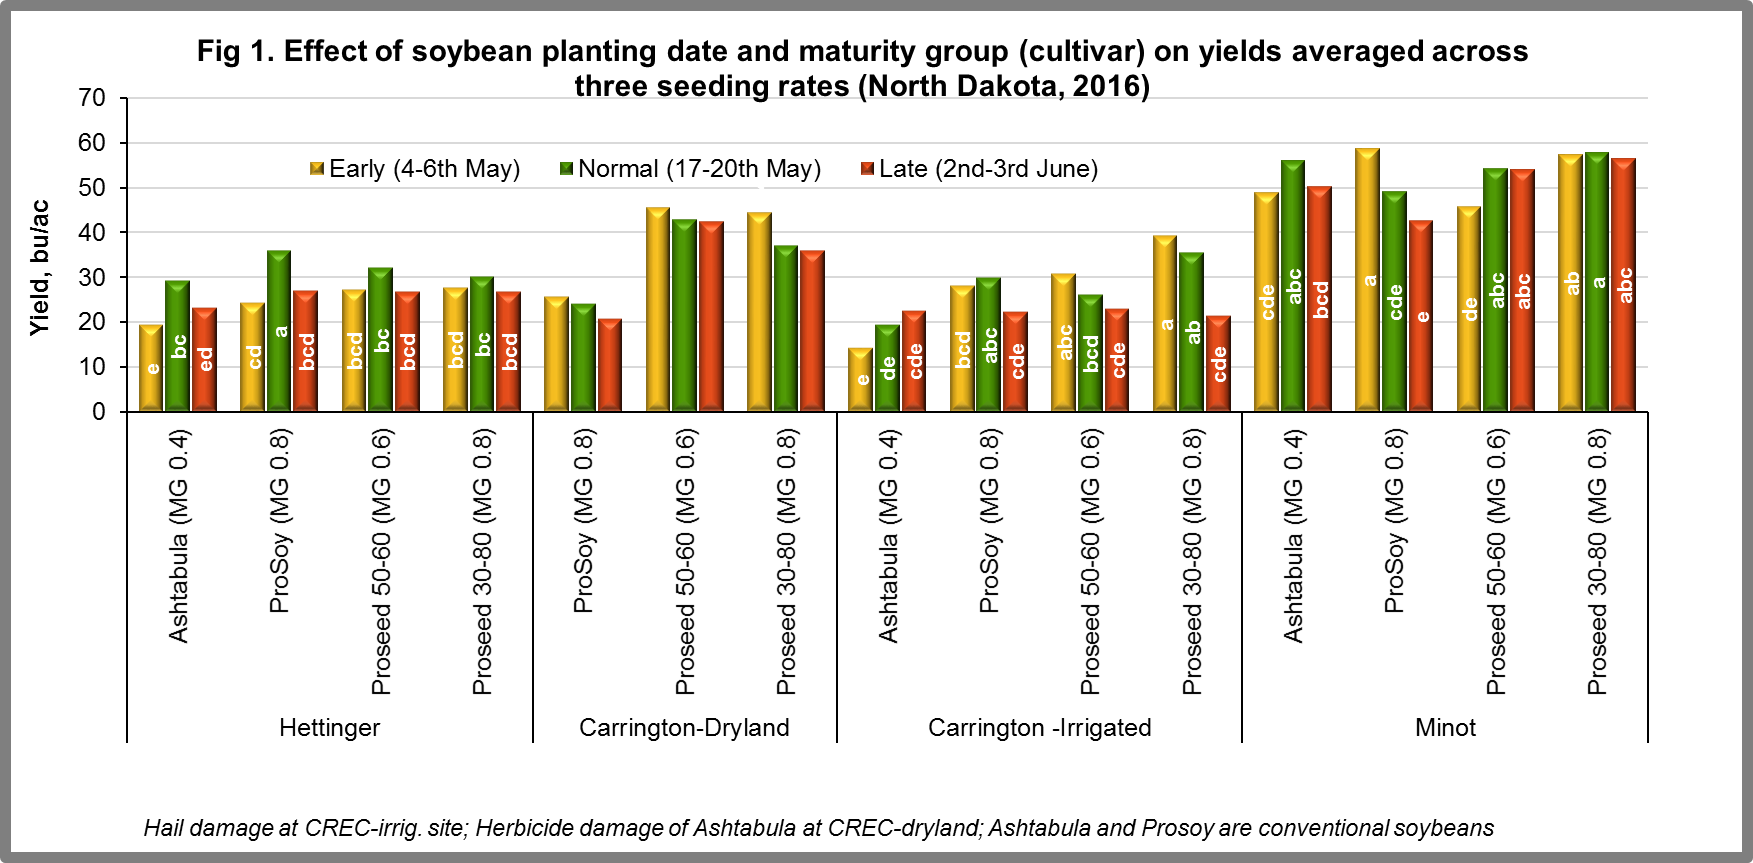 Fig 1. Effect of soybean planting date and maturity group (cultivar) on yields averaged across
three seeding rates (North Dakota, 2016)
Yield, bu/ac
70
60
50
40
30
20
10
0
Early (4-6th May)
Normal (17-20th May)
Late (2nd-3rd June)
e
bc
ed
cd
a
bcd
bcd
bc
bcd
bcd
bc
bcd
e
de
cde
bcd
abc
cde
abc
bcd
cde
a
ab
cde
cde
abc
bcd
a
cde
e
de
abc
abc
ab
a
abc
Ashtabula (MG 0.4)
ProSoy (MG 0.8)
Proseed 50-60 (MG 0.6)
Proseed 30-80 (MG 0.8)
ProSoy (MG 0.8)
Proseed 50-60 (MG 0.6)
Proseed 30-80 (MG 0.8)
Ashtabula (MG 0.4)
ProSoy (MG 0.8)
Proseed 50-60 (MG 0.6)
Proseed 30-80 (MG 0.8)
Ashtabula (MG 0.4)
ProSoy (MG 0.8)
Proseed 50-60 (MG 0.6)
Proseed 30-80 (MG 0.8)
Hettinger
Carrington-Dryland
Carrington -Irrigated
Minot
Hail damage at CREC-irrig. site; Herbicide damage of Ashtabula at CREC-dryland; Ashtabula and Prosoy are conventional soybeans